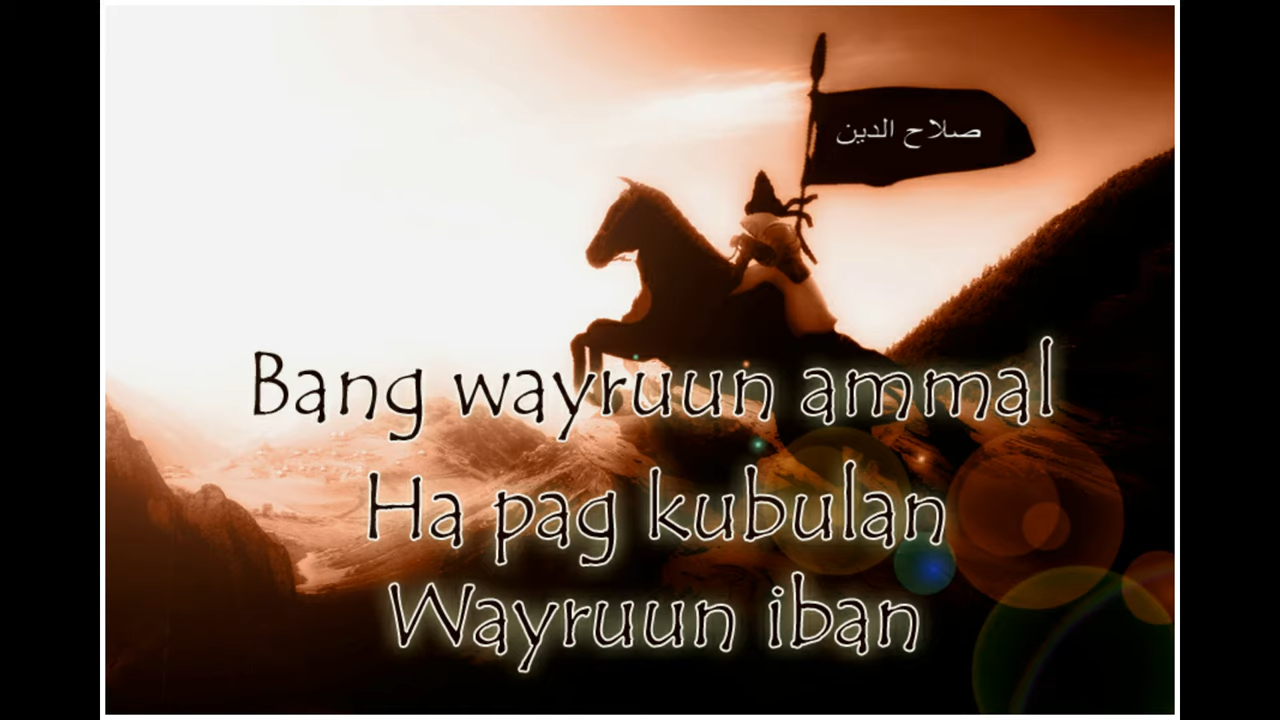 صلاح الدين
Bang wayruun ammal
Ha pag kubulan
Wayruun iban